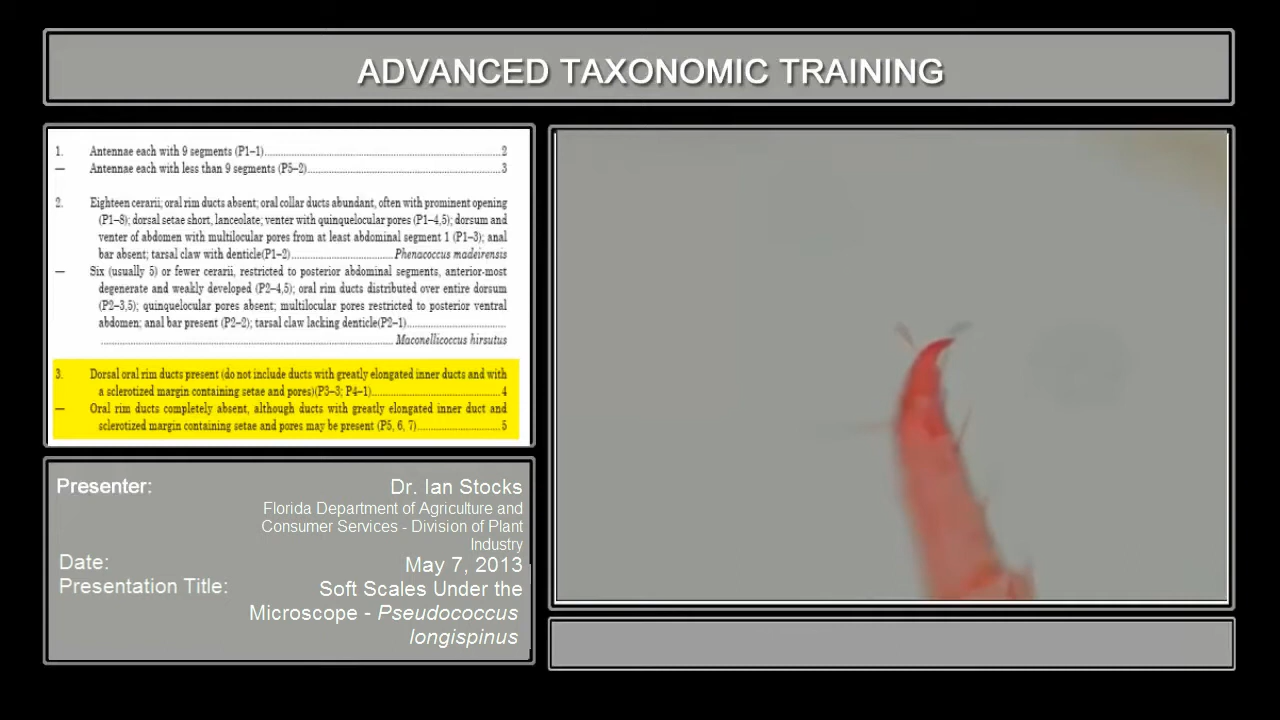 ADVANCED TAXONOMIC TRAINING
1. Antennae each with 9 segments (P1–1)..........2
— Antennae each with less than 9 segments (P5–2)..........3
2. Eighteen cerarii; oral rim ducts absent; oral collar ducts abundant, often with prominent opening
(P1–8); dorsal setae short, lanceolate; venter with quinquelocular pores (P1–4,5); dorsum and
venter of abdomen with multilocular pores from at least abdominal segment 1 (P1–3); anal
bar absent; tarsal claw with denticle(P1–2)..........Phenacoccus madeirensis
— Six (usually 5) or fewer cerarii, restricted to posterior abdominal segments, anterior-most
degenerate and weakly developed (P2–4,5); oral rim ducts distributed over entire dorsum
(P2–3,5); quinquelocular pores absent; multilocular pores restricted to posterior ventral
abdomen; anal bar present (P2–2); tarsal claw lacking denticle(P2–1)..........
..........Maconellicoccus hirsutus
3. Dorsal oral rim ducts present (do not include ducts with greatly elongated inner ducts and with
a sclerotized margin containing setae and pores)(P3–3; P4–1)..........4
— Oral rim ducts completely absent, although ducts with greatly elongated inner duct and
sclerotized margin containing setae and pores may be present (P5, 6, 7)..........5
Presenter: Dr. Ian Stocks
Florida Department of Agriculture and
Consumer Services - Division of Plant
Industry
Date: May 7, 2013
Presentation Title: Soft Scales Under the
Microscope - Pseudococcus
longispinus